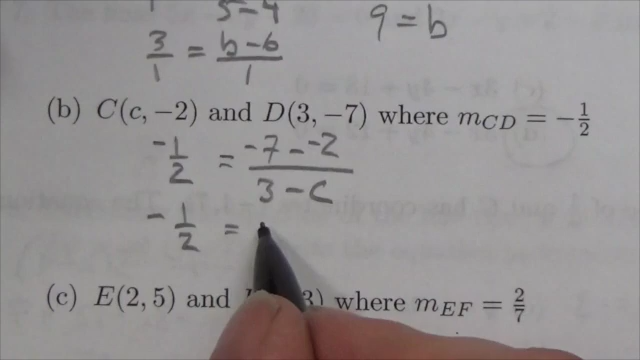 5 - 4
9 = b
3/1 = b - 6/1
(b) C(c, −2) and D(3, −7) where m_CD = −1/2
-1/2 = -7 - -2/3 - c
-1/2 =
(c) E(2, 5) and 3) where m_EF = 2/7